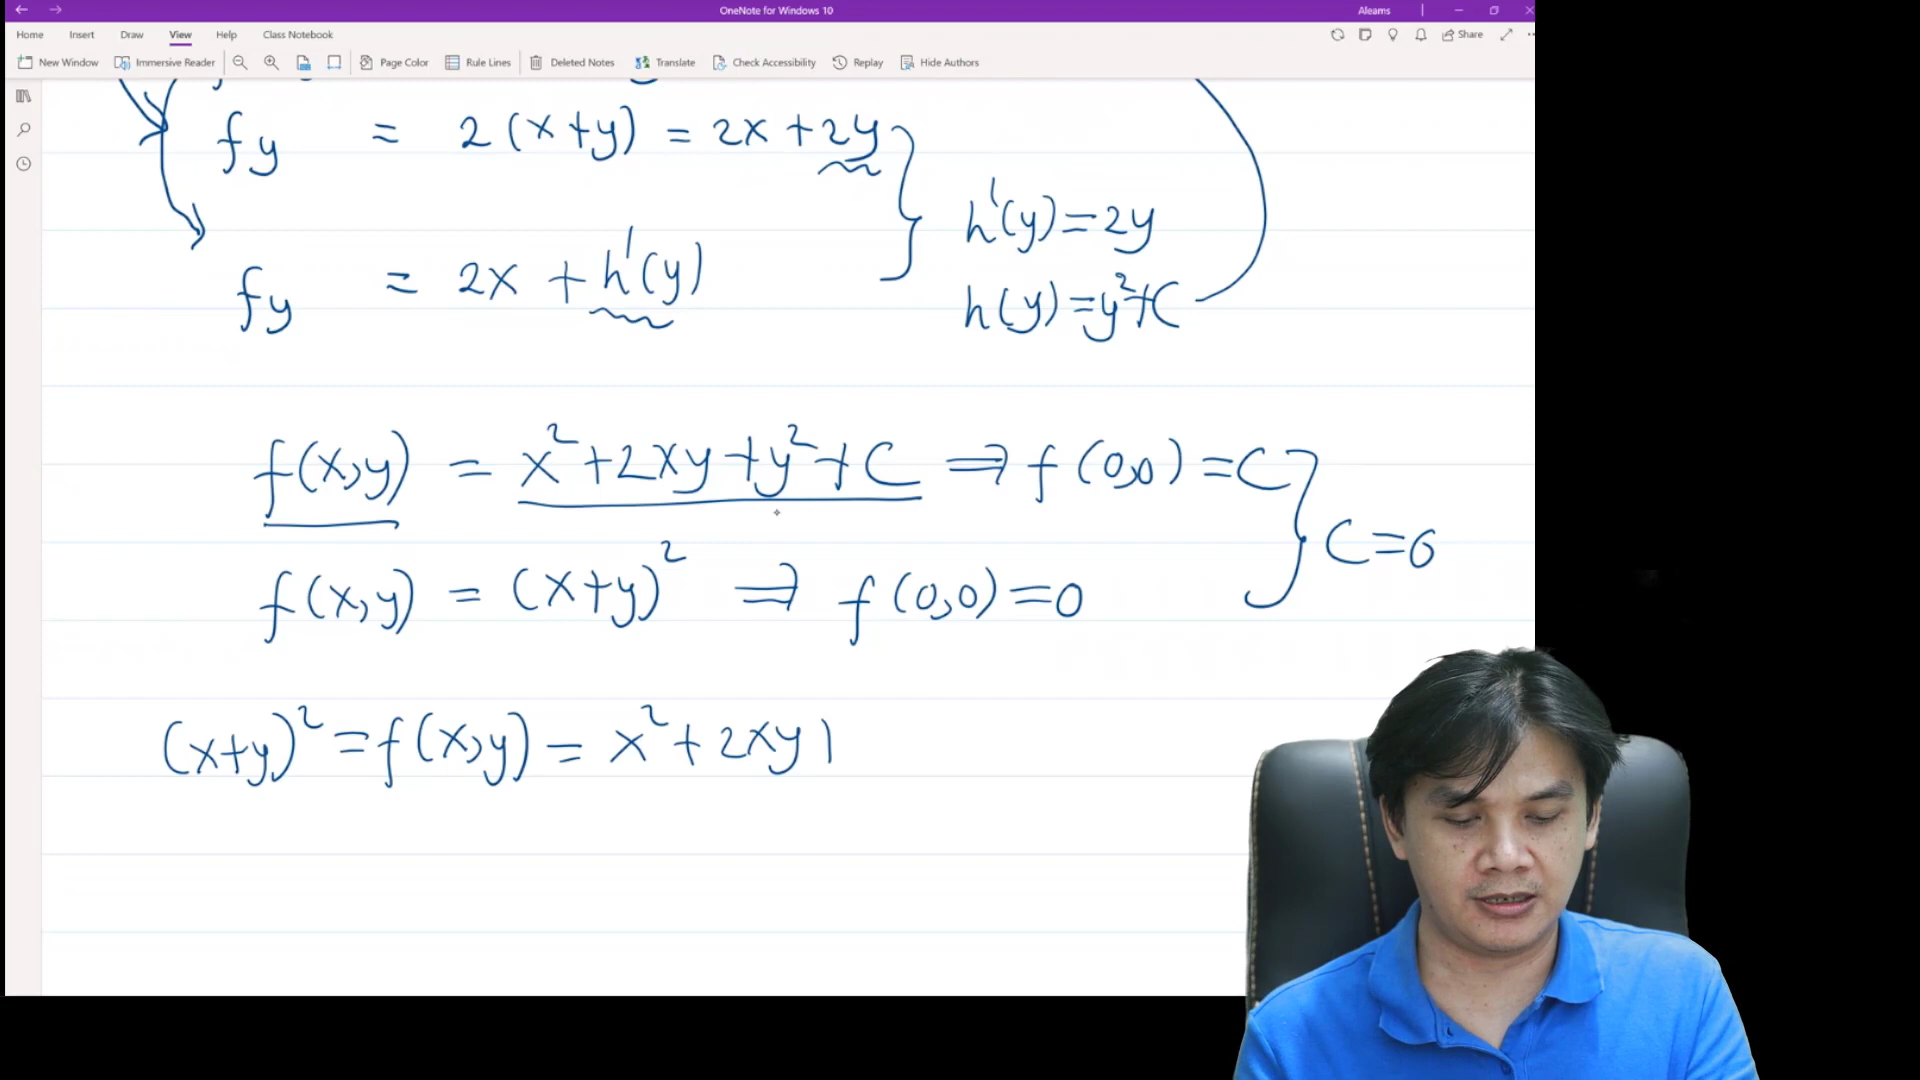 OneNote for Windows 10
Aleams
Home Insert Draw View Help Class Notebook
Share
New Window Immersive Reader Page Color Rule Lines Deleted Notes Translate Check Accessibility Replay Hide Authors
fy = 2(x+y) = 2x + 2y
h'(y)=2y
fy = 2x + h'(y)
h(y)=y²+C
f(x,y) = x²+2xy+y²+C ⇒ f(0,0)=C
C=0
f(x,y) = (x+y)² ⇒ f(0,0)=0
(x+y)² = f(x,y) = x² + 2xy